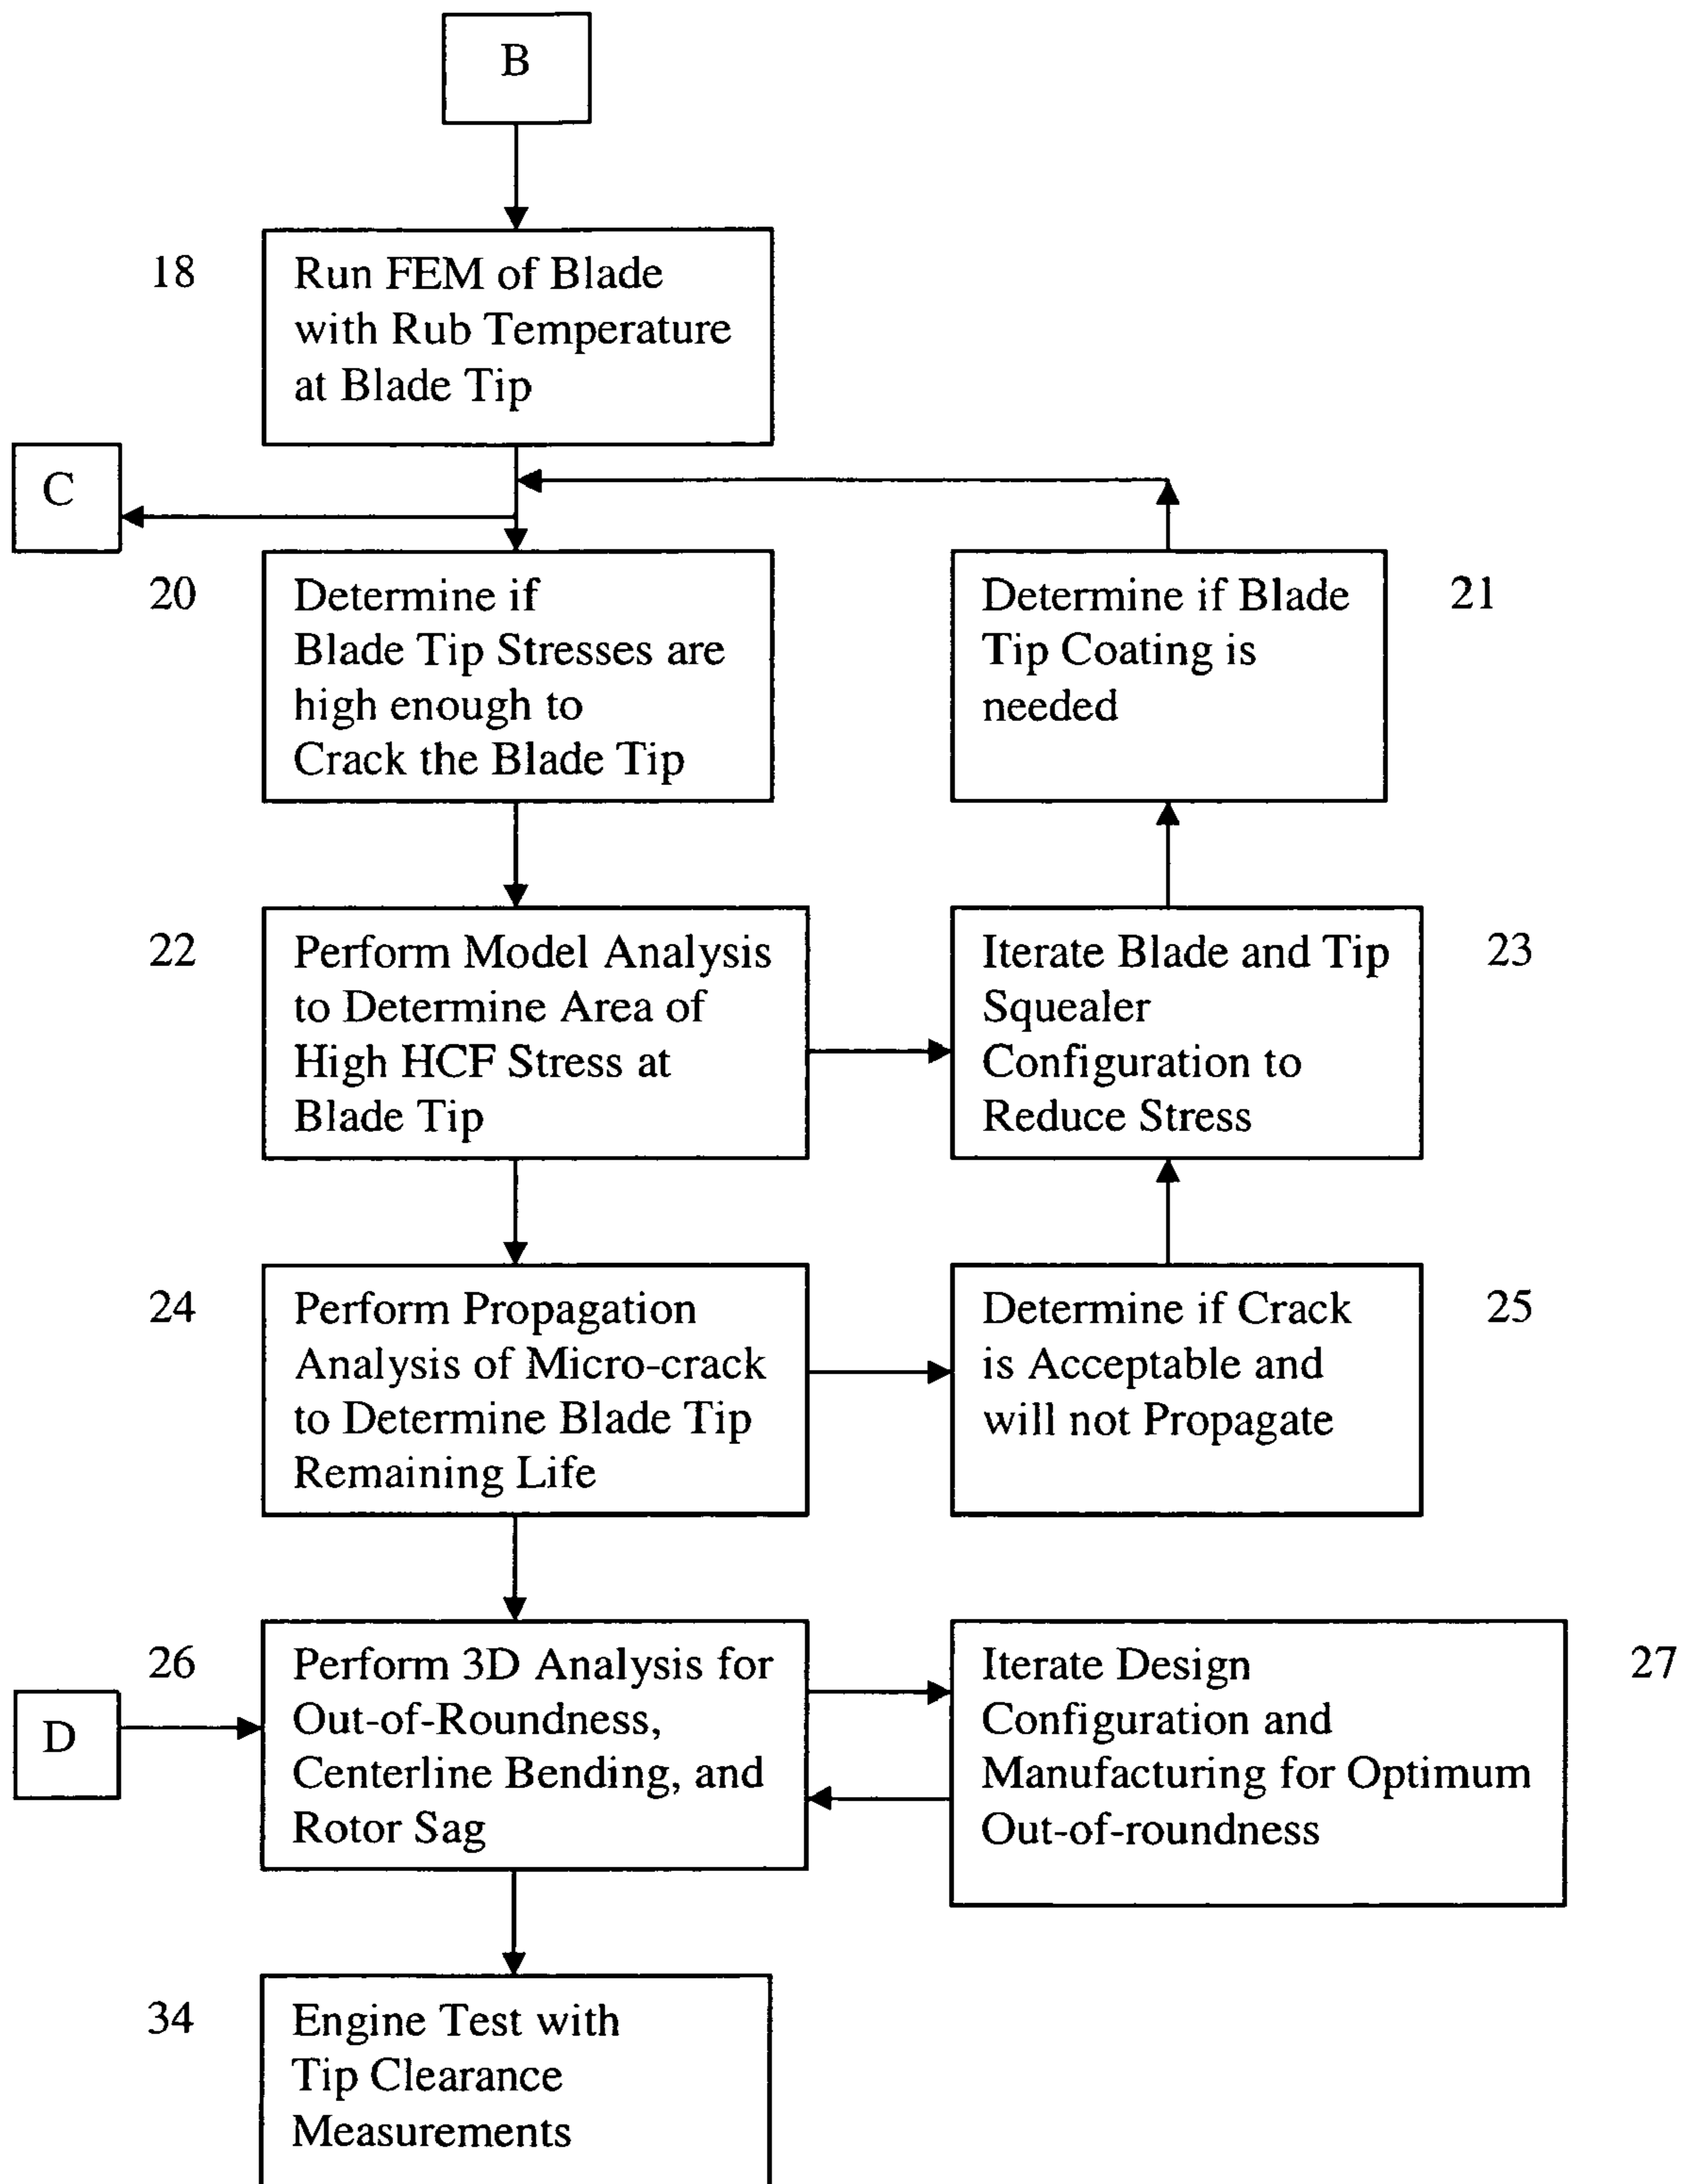 B
18
Run FEM of Blade
with Rub Temperature
at Blade Tip
C
20
Determine if
Blade Tip Stresses are
high enough to
Crack the Blade Tip
Determine if Blade
Tip Coating is
needed
21
22
Perform Model Analysis
to Determine Area of
High HCF Stress at
Blade Tip
Iterate Blade and Tip
Squealer
Configuration to
Reduce Stress
23
24
Perform Propagation
Analysis of Micro-crack
to Determine Blade Tip
Remaining Life
Determine if Crack
is Acceptable and
will not Propagate
25
26
D
Perform 3D Analysis for
Out-of-Roundness,
Centerline Bending, and
Rotor Sag
Iterate Design
Configuration and
Manufacturing for Optimum
Out-of-roundness
27
34
Engine Test with
Tip Clearance
Measurements